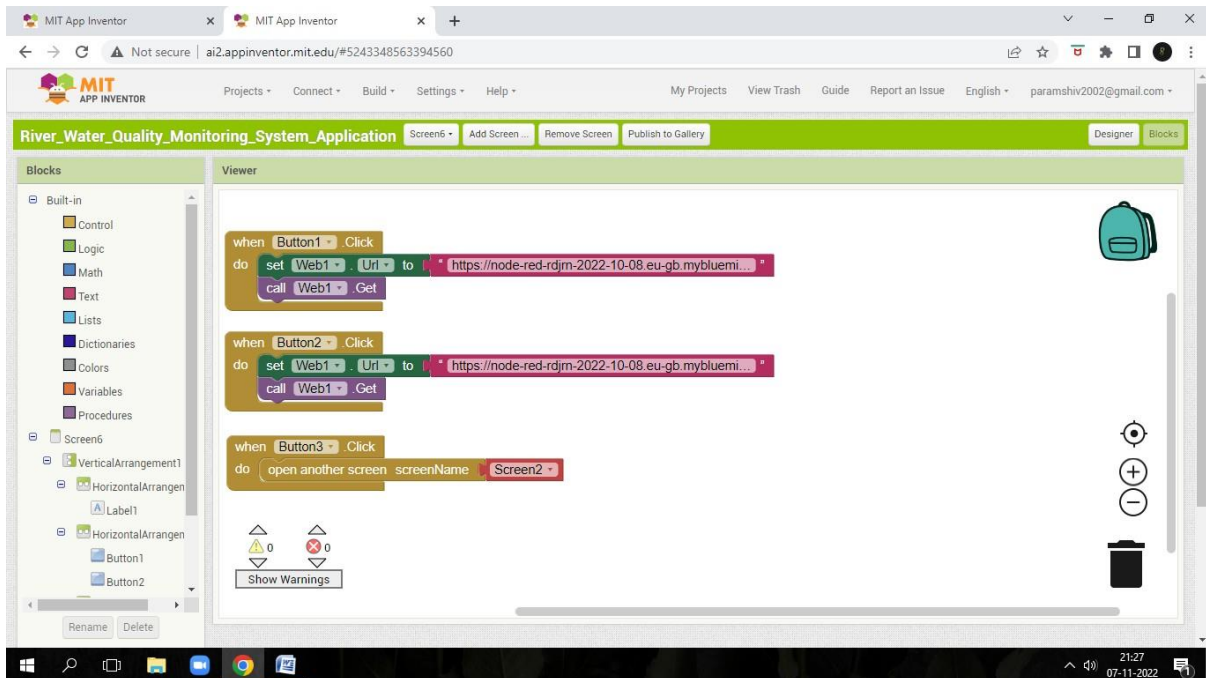 MIT App Inventor
MIT App Inventor
Not secure
ai2.appinventor.mit.edu/#5243348563394560
MIT
APP INVENTOR
Projects
Connect
Build
Settings
Help
My Projects
View Trash
Guide
Report an Issue
English
paramshiv2002@gmail.com
River_Water_Quality_Monitoring_System_Application
Screen6
Add Screen ...
Remove Screen
Publish to Gallery
Designer
Blocks
Blocks
Viewer
Built-in
Control
Logic
Math
Text
Lists
Dictionaries
Colors
Variables
Procedures
Screen6
VerticalArrangement1
HorizontalArrangen
Label1
HorizontalArrangen
Button1
Button2
Rename
Delete
when Button1 .Click
do set Web1 . Url to " https://node-red-rdjrn-2022-10-08.eu-gb.mybluemi... "
call Web1 .Get
when Button2 .Click
do set Web1 . Url to " https://node-red-rdjrn-2022-10-08.eu-gb.mybluemi... "
call Web1 .Get
when Button3 .Click
do open another screen screenName Screen2
0
0
Show Warnings
21:27
07-11-2022